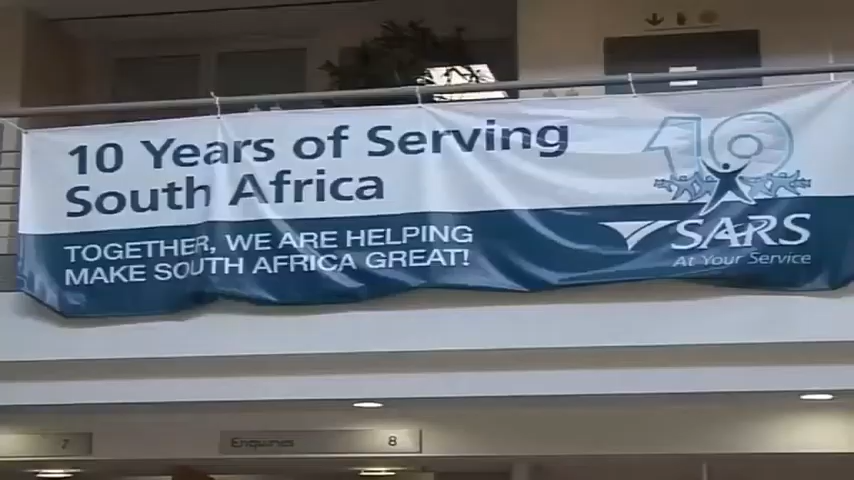 10 Years of Serving
South Africa
TOGETHER, WE ARE HELPING
MAKE SOUTH AFRICA GREAT!
10
SARS
At Your Service
7
Enquiries 8